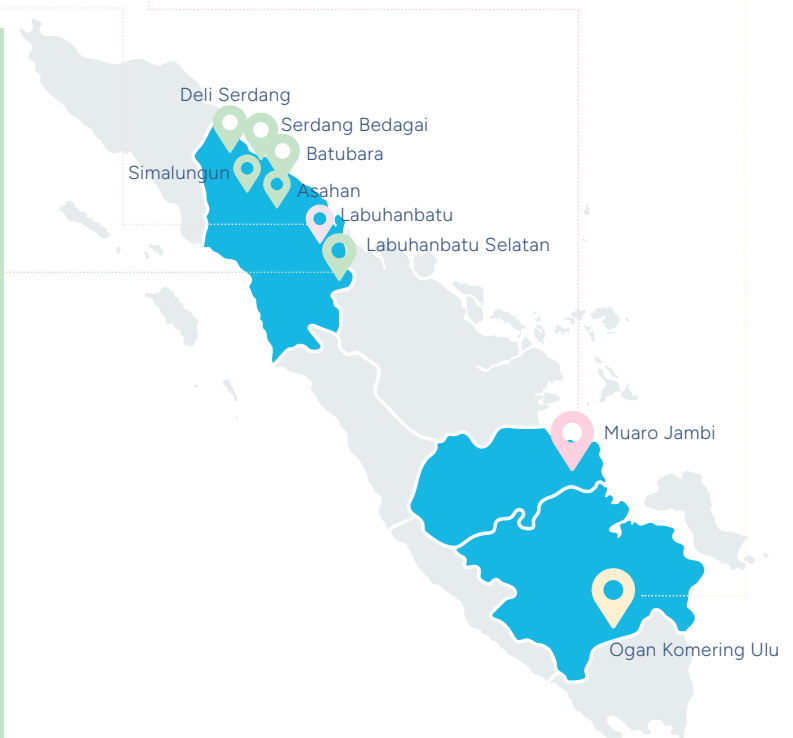 Deli Serdang
Serdang Bedagai
Batubara
Simalungun
Asahan
Labuhanbatu
Labuhanbatu Selatan
Muaro Jambi
Ogan Komering Ulu